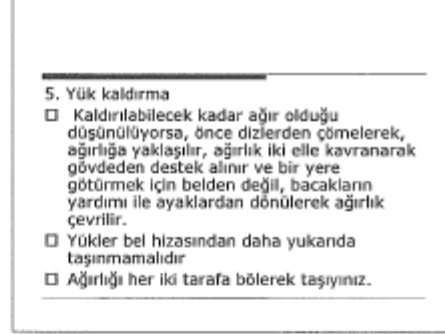 5. Yük kaldırma
□ Kaldırılabilecek kadar ağır olduğu
düşünülüyorsa, önce dizlerden çömelerek,
ağırlığa yaklaşılır, ağırlık iki elle kavranarak
gövdeden destek alınır ve bir yere
götürmek için belden değil, bacakların
yardımı ile ayaklardan dönülerek ağırlık
çevrilir.
□ Yükler bel hizasından daha yukarıda
taşınmamalıdır
□ Ağırlığı her iki tarafa bölerek taşıyınız.